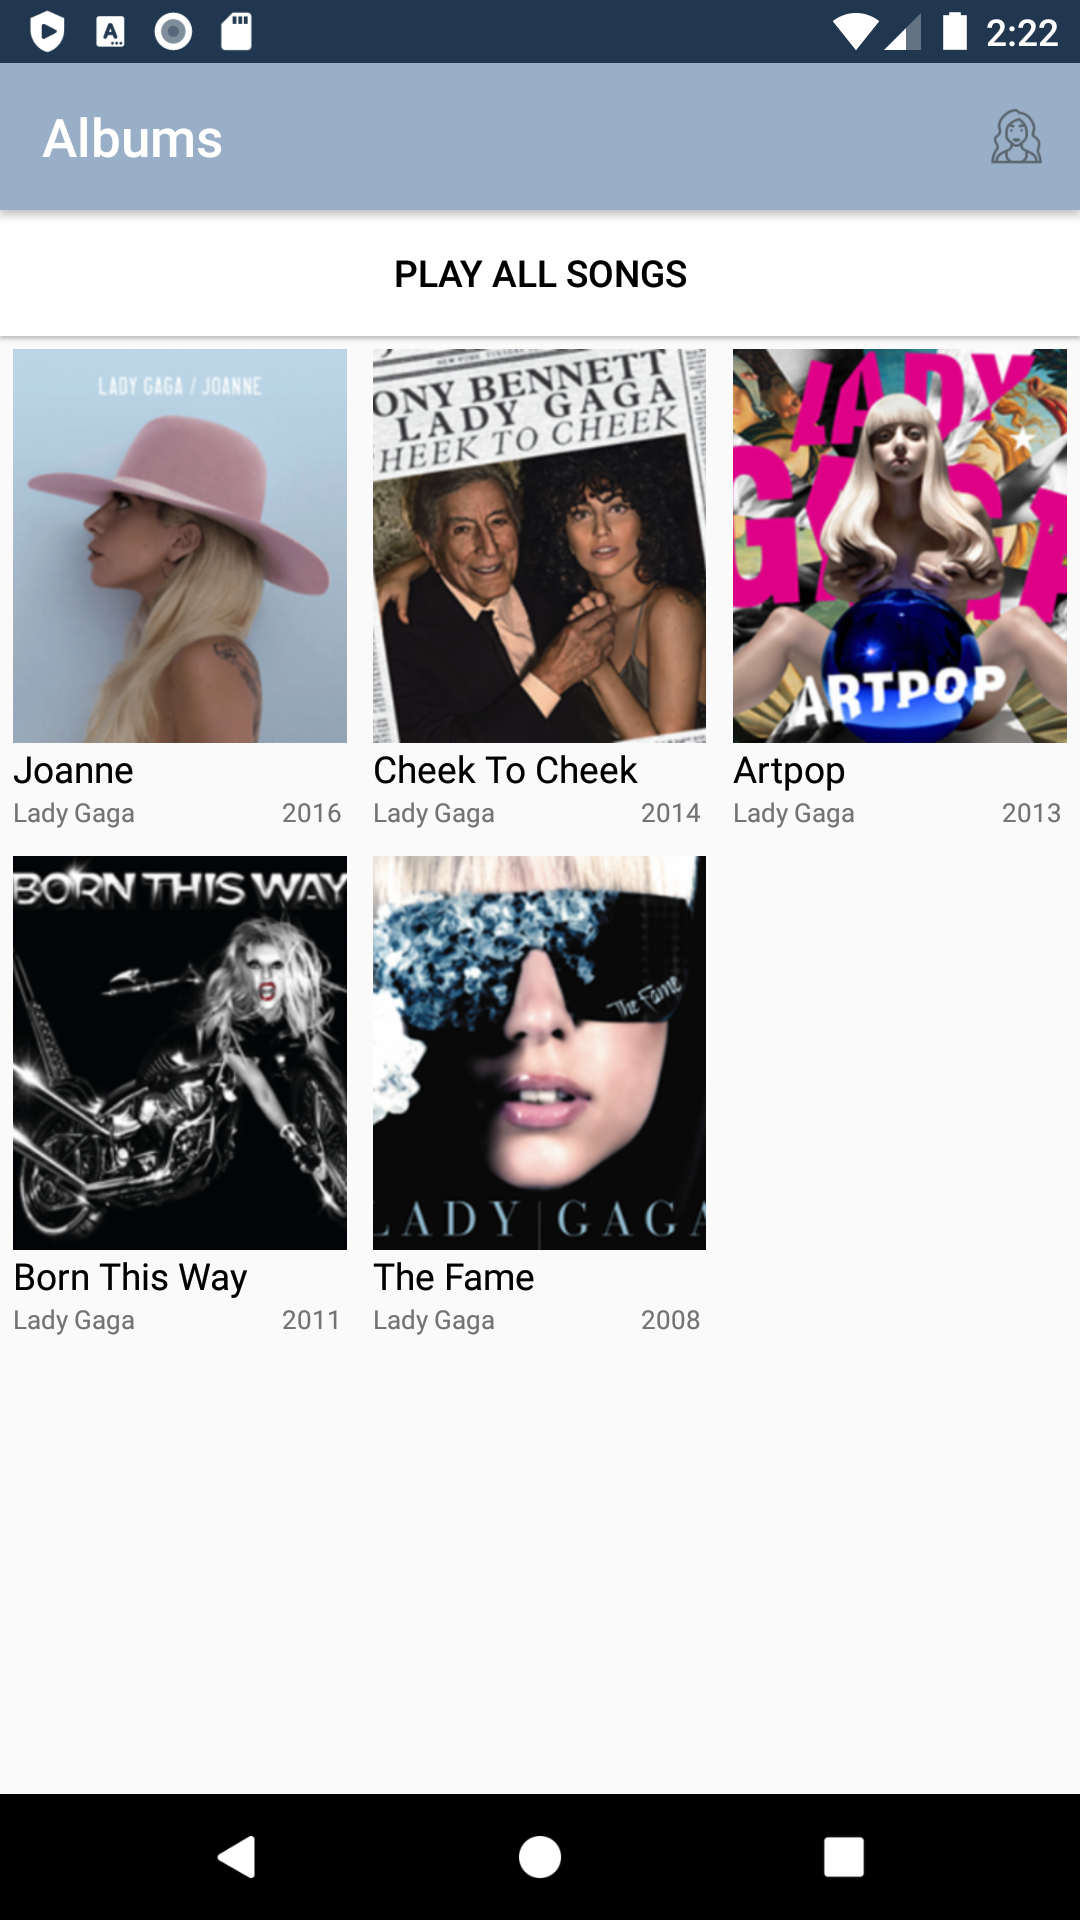 2:22
Albums
PLAY ALL SONGS
LADY GAGA / JOANNE
ONY BENNETT
LADY GAGA
HEEK TO CHEEK
LADY
GAGA
ARTPOP
Joanne
Lady Gaga 2016
Cheek To Cheek
Lady Gaga 2014
Artpop
Lady Gaga 2013
BORN THIS WAY
The Fame
LADY | GAGA
Born This Way
Lady Gaga 2011
The Fame
Lady Gaga 2008